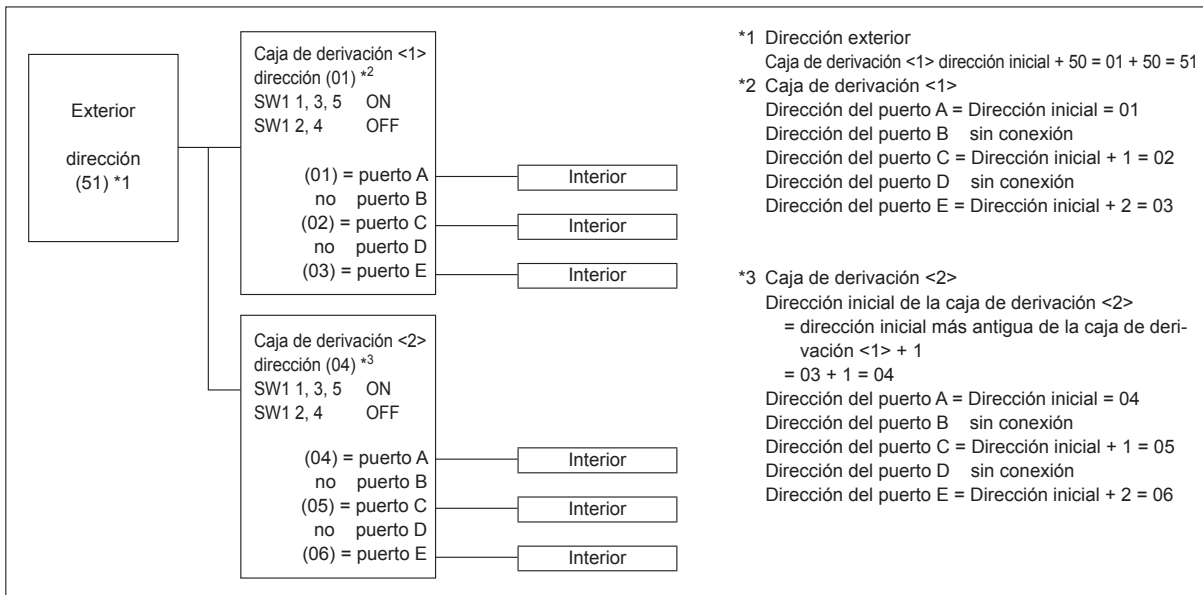 Exterior
dirección
(51) *1
Caja de derivación <1>
dirección (01) *2
SW1 1, 3, 5 ON
SW1 2, 4 OFF
(01) = puerto A
no puerto B
(02) = puerto C
no puerto D
(03) = puerto E
Interior
Interior
Interior
Caja de derivación <2>
dirección (04) *3
SW1 1, 3, 5 ON
SW1 2, 4 OFF
(04) = puerto A
no puerto B
(05) = puerto C
no puerto D
(06) = puerto E
Interior
Interior
Interior
*1 Dirección exterior
Caja de derivación <1> dirección inicial + 50 = 01 + 50 = 51
*2 Caja de derivación <1>
Dirección del puerto A = Dirección inicial = 01
Dirección del puerto B sin conexión
Dirección del puerto C = Dirección inicial + 1 = 02
Dirección del puerto D sin conexión
Dirección del puerto E = Dirección inicial + 2 = 03
*3 Caja de derivación <2>
Dirección inicial de la caja de derivación <2>
= dirección inicial más antigua de la caja de deri-
vación <1> + 1
= 03 + 1 = 04
Dirección del puerto A = Dirección inicial = 04
Dirección del puerto B sin conexión
Dirección del puerto C = Dirección inicial + 1 = 05
Dirección del puerto D sin conexión
Dirección del puerto E = Dirección inicial + 2 = 06